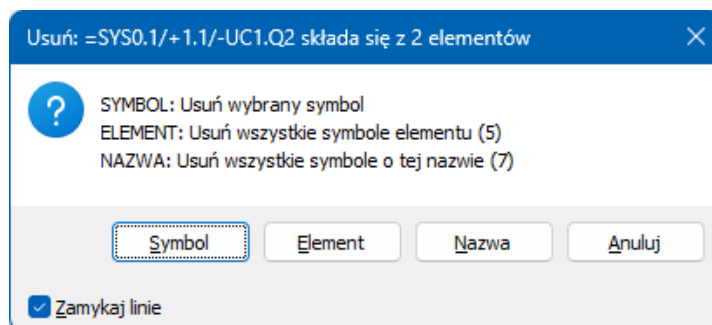 Usuń: =SYS0.1/+1.1/-UC1.Q2 składa się z 2 elementów
SYMBOL: Usuń wybrany symbol
ELEMENT: Usuń wszystkie symbole elementu (5)
NAZWA: Usuń wszystkie symbole o tej nazwie (7)
Symbol Element Nazwa Anuluj
Zamykaj linie